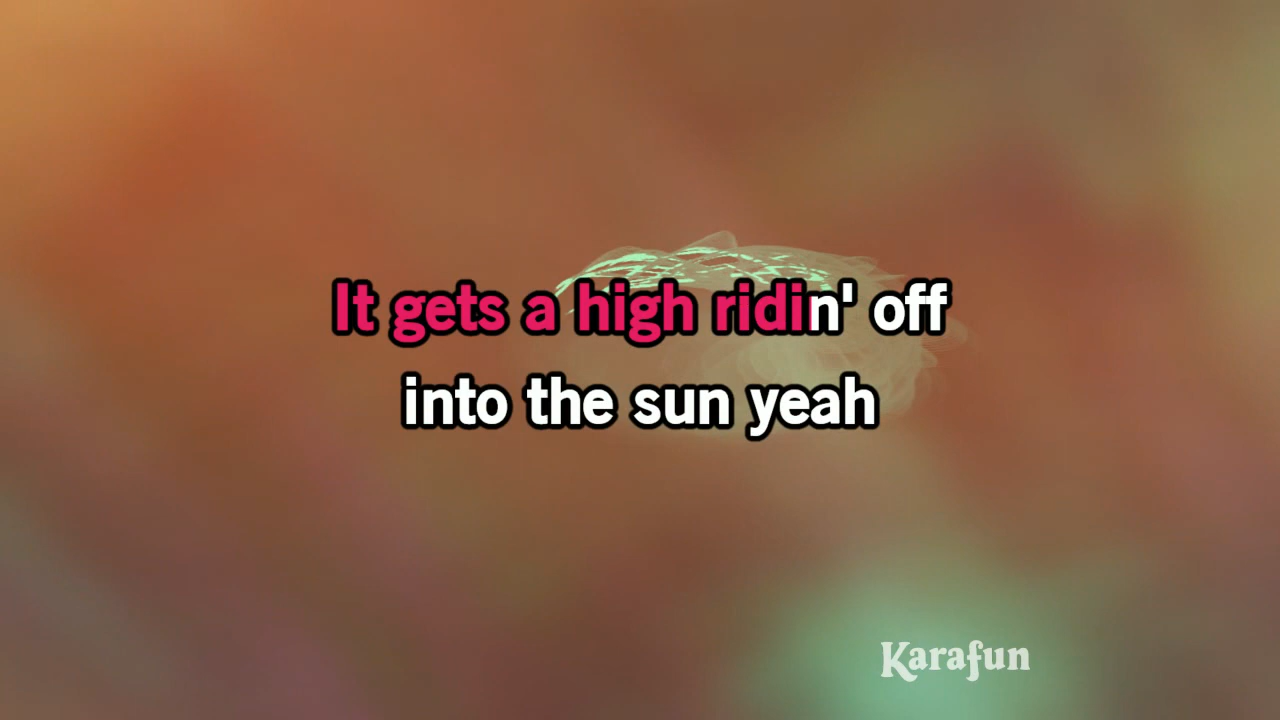 It gets a high ridin' off
into the sun yeah
Karafun